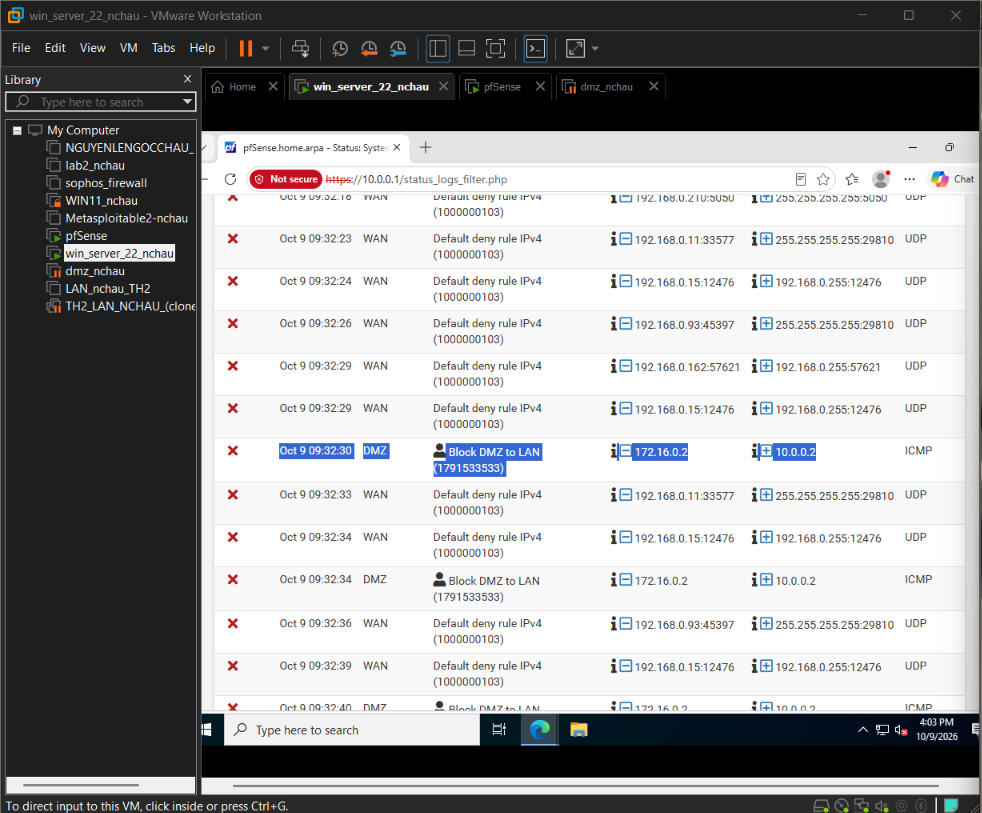 win_server_22_nchau - VMware Workstation
File Edit View VM Tabs Help
Library
Type here to search
My Computer
NGUYENLENGOCCHAU_
lab2_nchau
sophos_firewall
WIN11_nchau
Metasploitable2-nchau
pfSense
win_server_22_nchau
dmz_nchau
LAN_nchau_TH2
TH2_LAN_NCHAU_(clone
Home win_server_22_nchau pfSense dmz_nchau
pfSense.home.arpa - Status: System
Not secure https://10.0.0.1/status_logs_filter.php Chat
Oct 9 09:32:18 WAN Default deny rule IPv4 192.168.0.210:5050 255.255.255.255:5050 UDP
(1000000103)
Oct 9 09:32:23 WAN Default deny rule IPv4 192.168.0.11:33577 255.255.255.255:29810 UDP
(1000000103)
Oct 9 09:32:24 WAN Default deny rule IPv4 192.168.0.15:12476 192.168.0.255:12476 UDP
(1000000103)
Oct 9 09:32:26 WAN Default deny rule IPv4 192.168.0.93:45397 255.255.255.255:29810 UDP
(1000000103)
Oct 9 09:32:29 WAN Default deny rule IPv4 192.168.0.162:57621 192.168.0.255:57621 UDP
(1000000103)
Oct 9 09:32:29 WAN Default deny rule IPv4 192.168.0.15:12476 192.168.0.255:12476 UDP
(1000000103)
Oct 9 09:32:30 DMZ Block DMZ to LAN 172.16.0.2 10.0.0.2 ICMP
(1791533533)
Oct 9 09:32:33 WAN Default deny rule IPv4 192.168.0.11:33577 255.255.255.255:29810 UDP
(1000000103)
Oct 9 09:32:34 WAN Default deny rule IPv4 192.168.0.15:12476 192.168.0.255:12476 UDP
(1000000103)
Oct 9 09:32:34 DMZ Block DMZ to LAN 172.16.0.2 10.0.0.2 ICMP
(1791533533)
Oct 9 09:32:36 WAN Default deny rule IPv4 192.168.0.93:45397 255.255.255.255:29810 UDP
(1000000103)
Oct 9 09:32:39 WAN Default deny rule IPv4 192.168.0.15:12476 192.168.0.255:12476 UDP
(1000000103)
Oct 9 09:32:40 DMZ Block DMZ to LAN 172.16.0.2 10.0.0.2 ICMP
Type here to search
4:03 PM
10/9/2026
To direct input to this VM, click inside or press Ctrl+G.